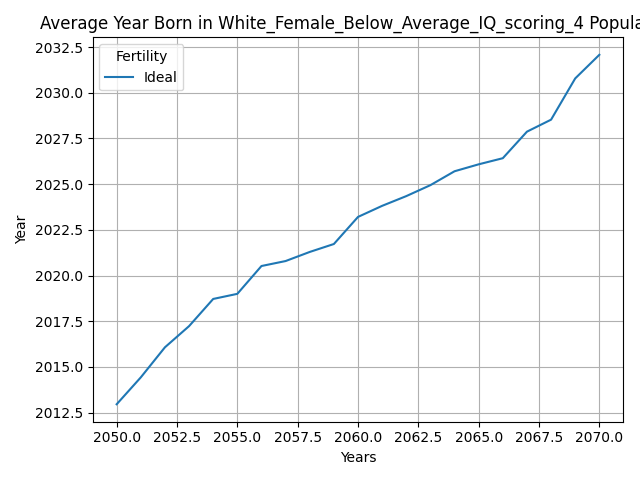 Average Year Born in White_Female_Below_Average_IQ_scoring_4 Popula
Fertility
Ideal
2032.5
2030.0
2027.5
2025.0
2022.5
2020.0
2017.5
2015.0
2012.5
Year
2050.0 2052.5 2055.0 2057.5 2060.0 2062.5 2065.0 2067.5 2070.0
Years